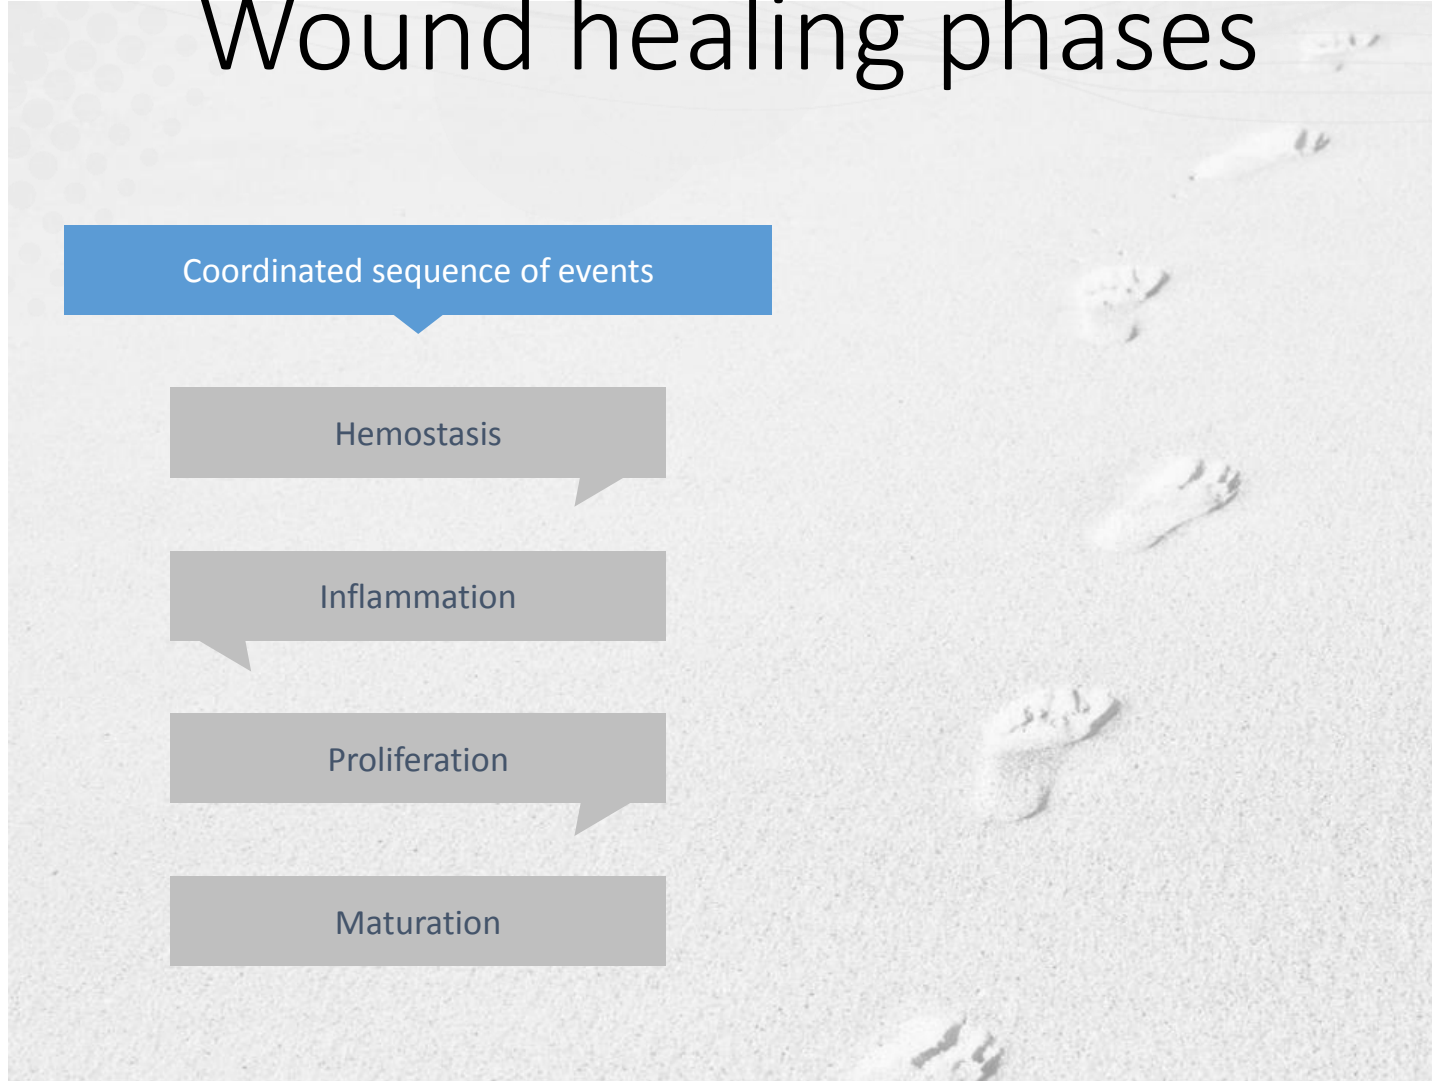 Wound healing phases
Coordinated sequence of events
Hemostasis
Inflammation
Proliferation
Maturation